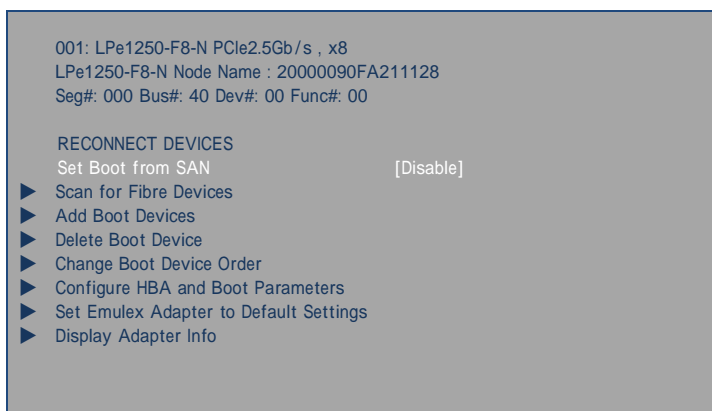 001: LPe1250-F8-N PCIe2.5Gb/s , x8
LPe1250-F8-N Node Name : 20000090FA211128
Seg#: 000 Bus#: 40 Dev#: 00 Func#: 00
RECONNECT DEVICES
Set Boot from SAN [Disable]
Scan for Fibre Devices
Add Boot Devices
Delete Boot Device
Change Boot Device Order
Configure HBA and Boot Parameters
Set Emulex Adapter to Default Settings
Display Adapter Info